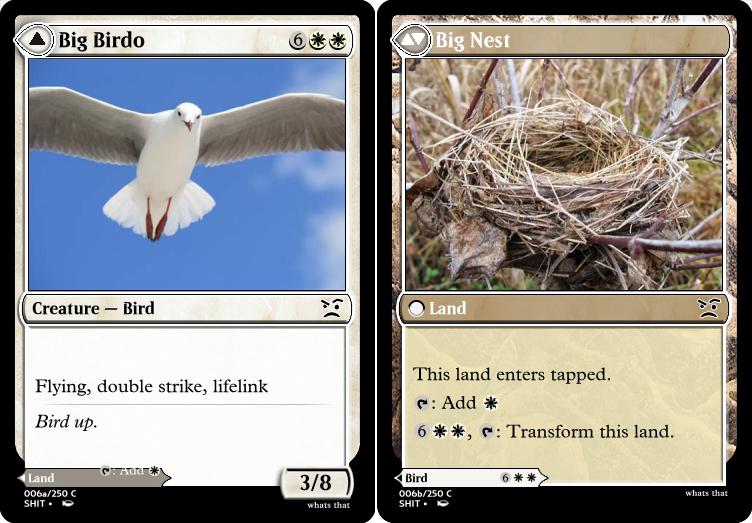 Big Birdo 6
Creature — Bird
Flying, double strike, lifelink
Bird up.
Land : Add
3/8
006a/250 C
SHIT •
whats that
Big Nest
Land
This land enters tapped.
: Add
6 , : Transform this land.
Bird 6
006b/250 C
SHIT •
whats that